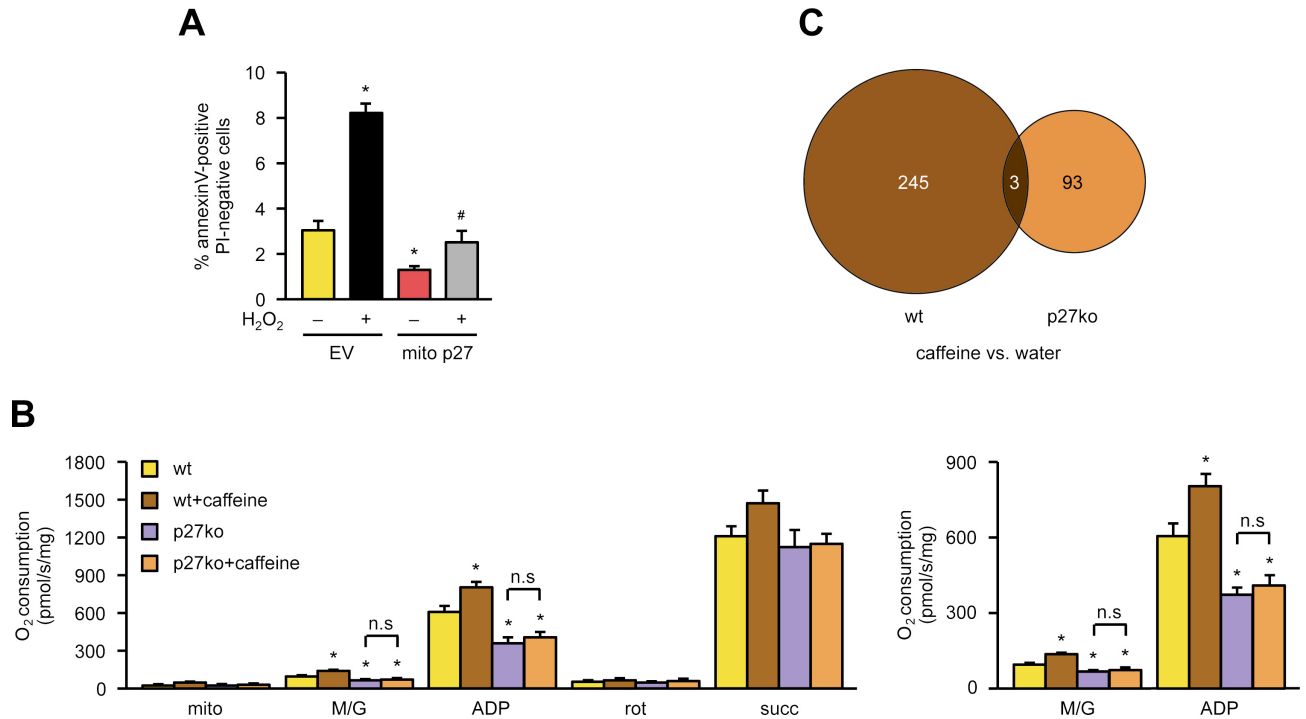 A
10
8
6
4
2
0
% annexinV-positive
PI-negative cells
*
*
#
H₂O₂
– + – +
EV mito p27
C
245 3 93
wt p27ko
caffeine vs. water
B
1800
1500
1200
900
600
300
0
O₂ consumption
(pmol/s/mg)
wt
wt+caffeine
p27ko
p27ko+caffeine
* n.s * *
* n.s * *
mito M/G ADP rot succ
900
600
300
0
O₂ consumption
(pmol/s/mg)
* n.s * *
* n.s * *
M/G ADP